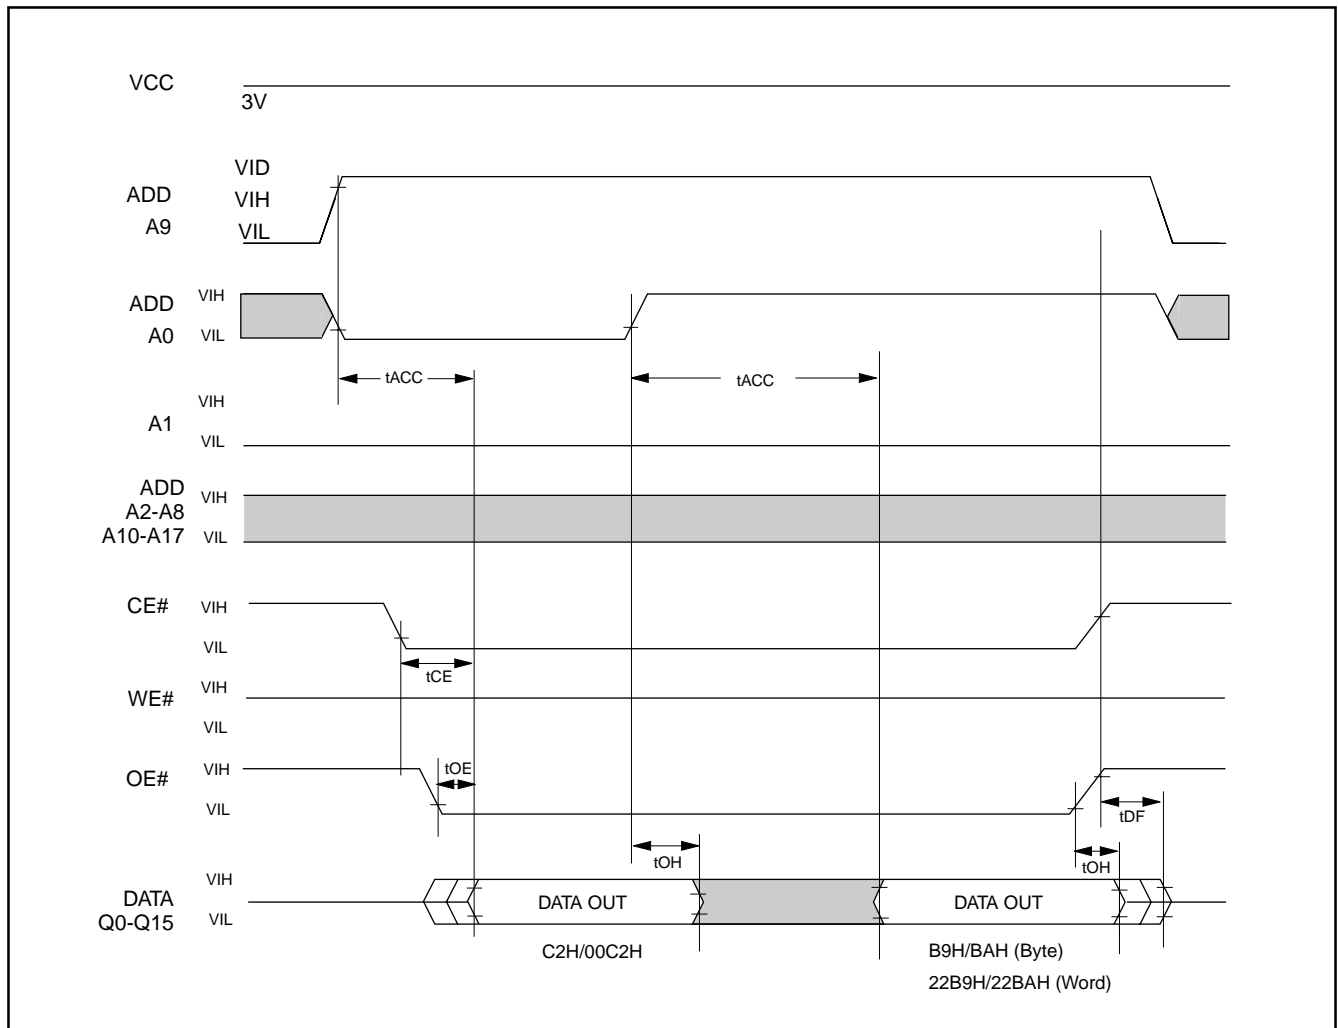 VCC
3V
VID
ADD
VIH
A9
VIL
ADD
VIH
A0
VIL
tACC
tACC
VIH
A1
VIL
ADD
VIH
A2-A8
A10-A17
VIL
CE#
VIH
VIL
tCE
WE#
VIH
VIL
OE#
VIH
tOE
VIL
tDF
tOH
tOH
DATA
VIH
Q0-Q15
VIL
DATA OUT
DATA OUT
C2H/00C2H
B9H/BAH (Byte)
22B9H/22BAH (Word)